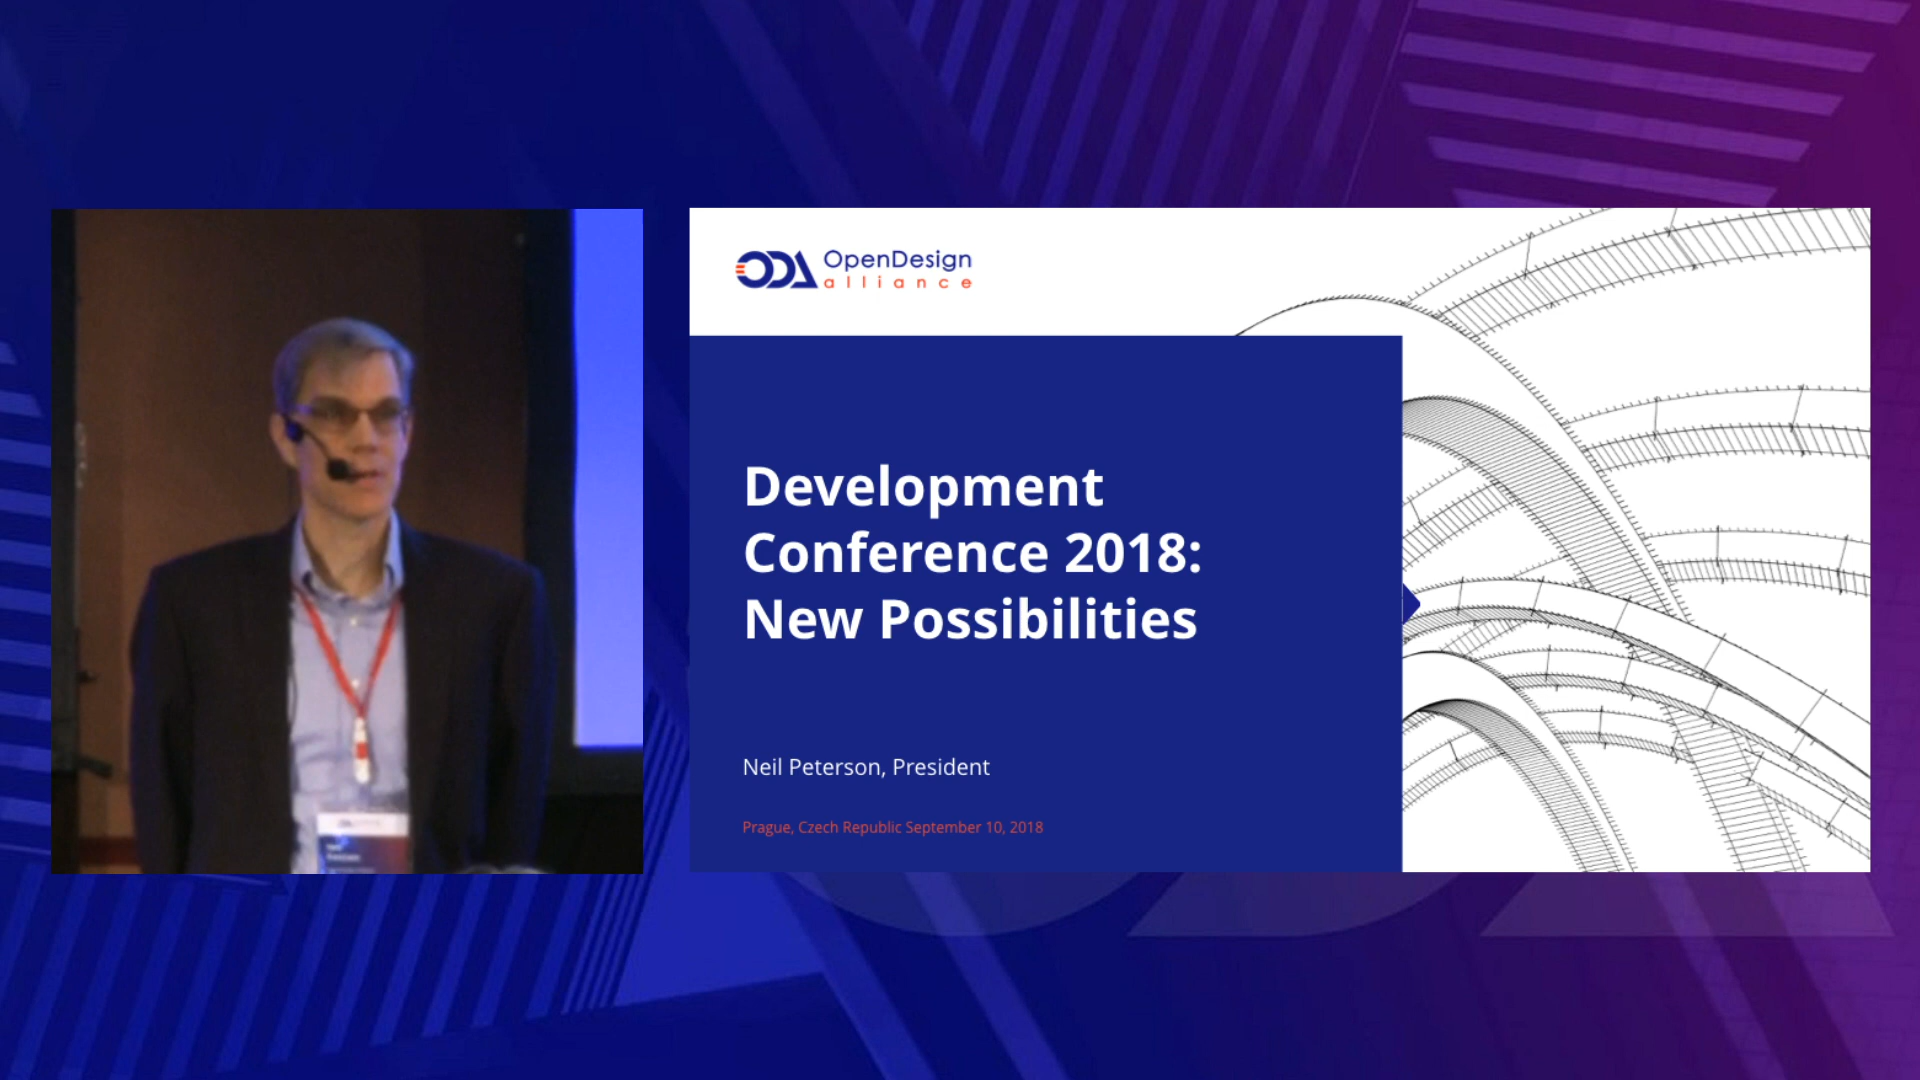 ODA OpenDesign
alliance
Development
Conference 2018:
New Possibilities
Neil Peterson, President
Prague, Czech Republic September 10, 2018